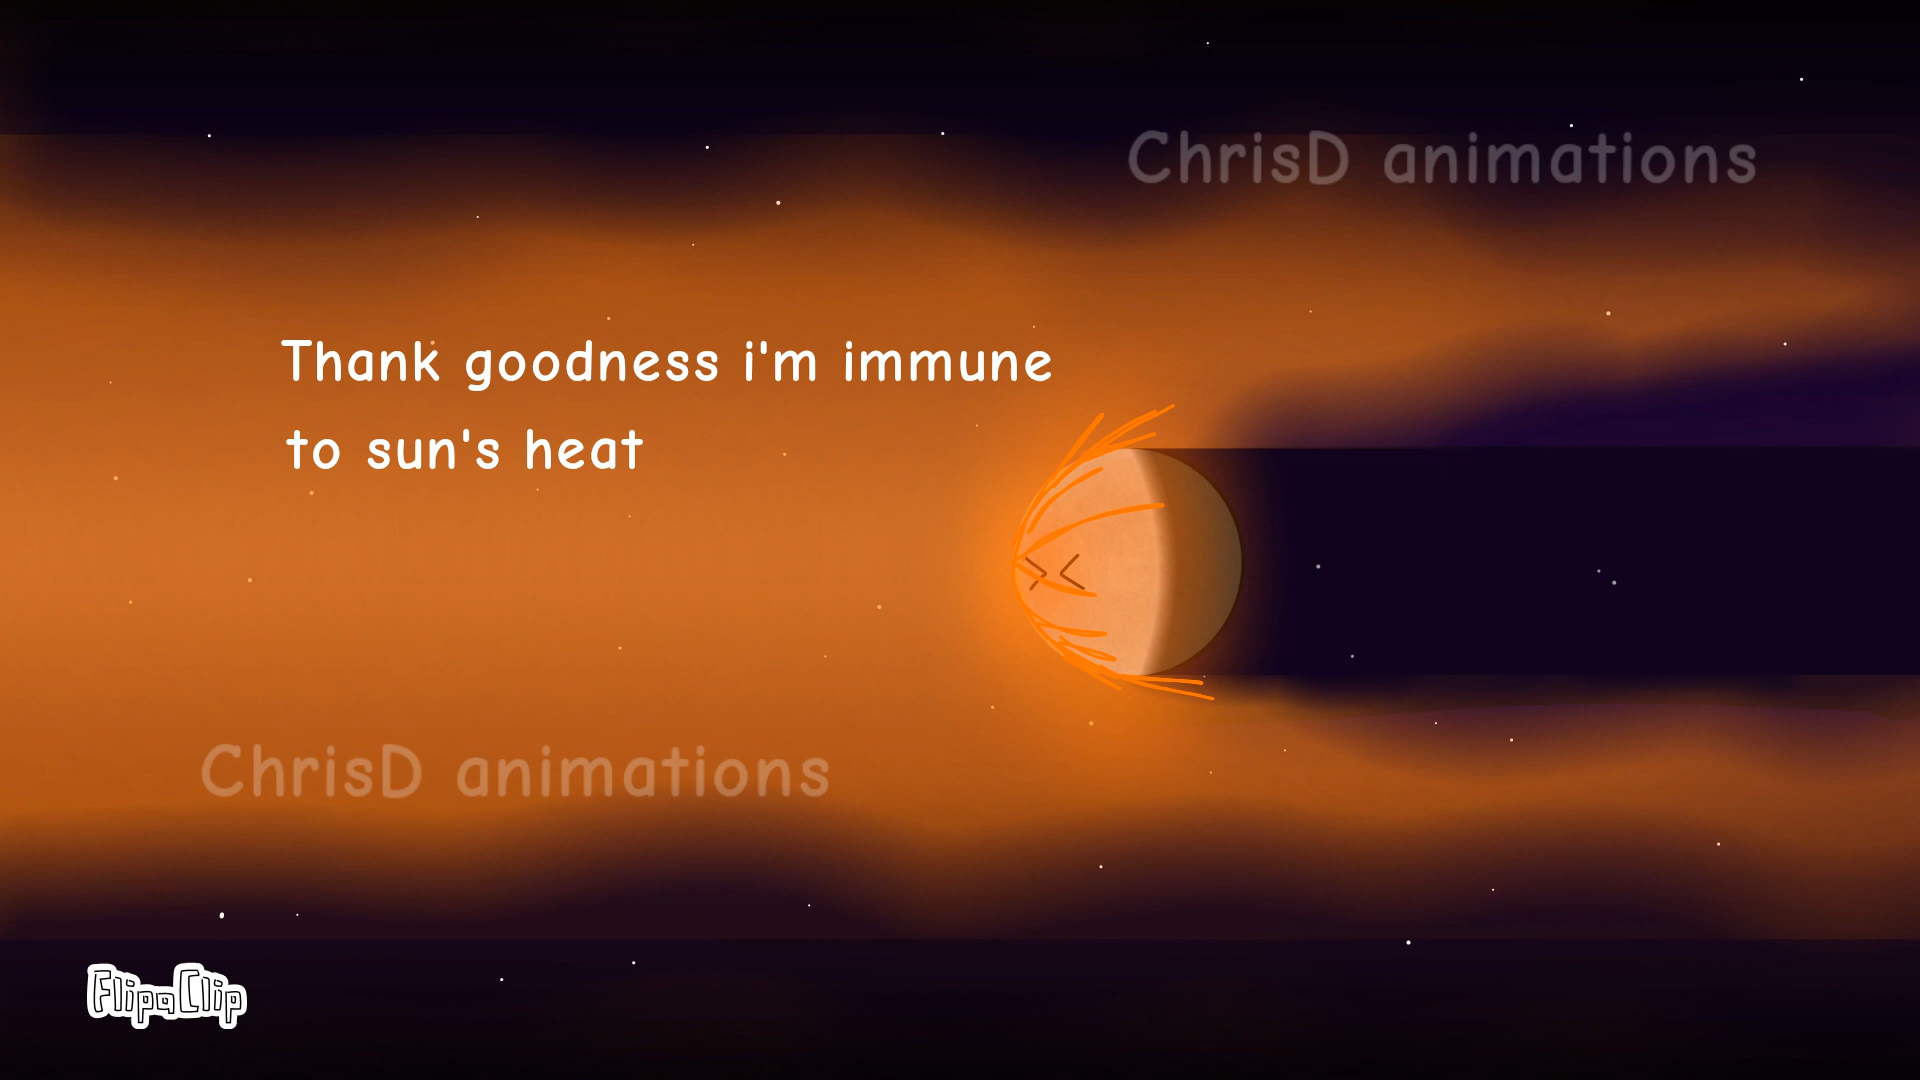 ChrisD animations
Thank goodness i'm immune
to sun's heat
ChrisD animations
FlipaClip